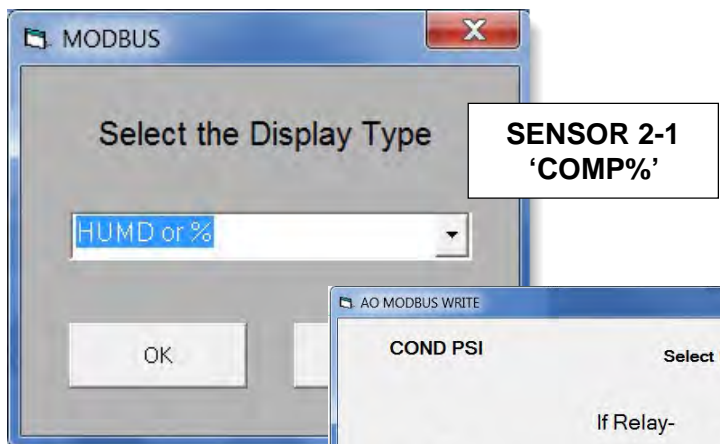 MODBUS
Select the Display Type
SENSOR 2-1
‘COMP%’
HUMD or %
AO MODBUS WRITE
COND PSI
Select
OK
If Relay-